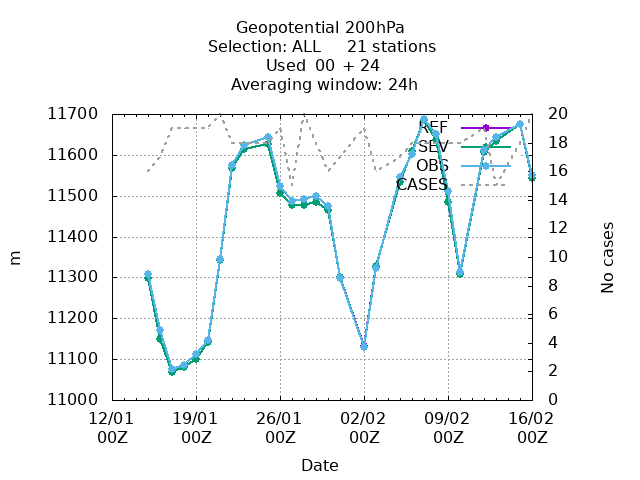 Geopotential 200hPa
Selection: ALL 21 stations
Used 00 + 24
Averaging window: 24h
11700
11600
11500
11400
11300
11200
11100
11000
m
20
18
16
14
12
10
8
6
4
2
0
No cases
REF
SEV
OBS
CASES
12/01 19/01 26/01 02/02 09/02 16/02
00Z 00Z 00Z 00Z 00Z 00Z
Date